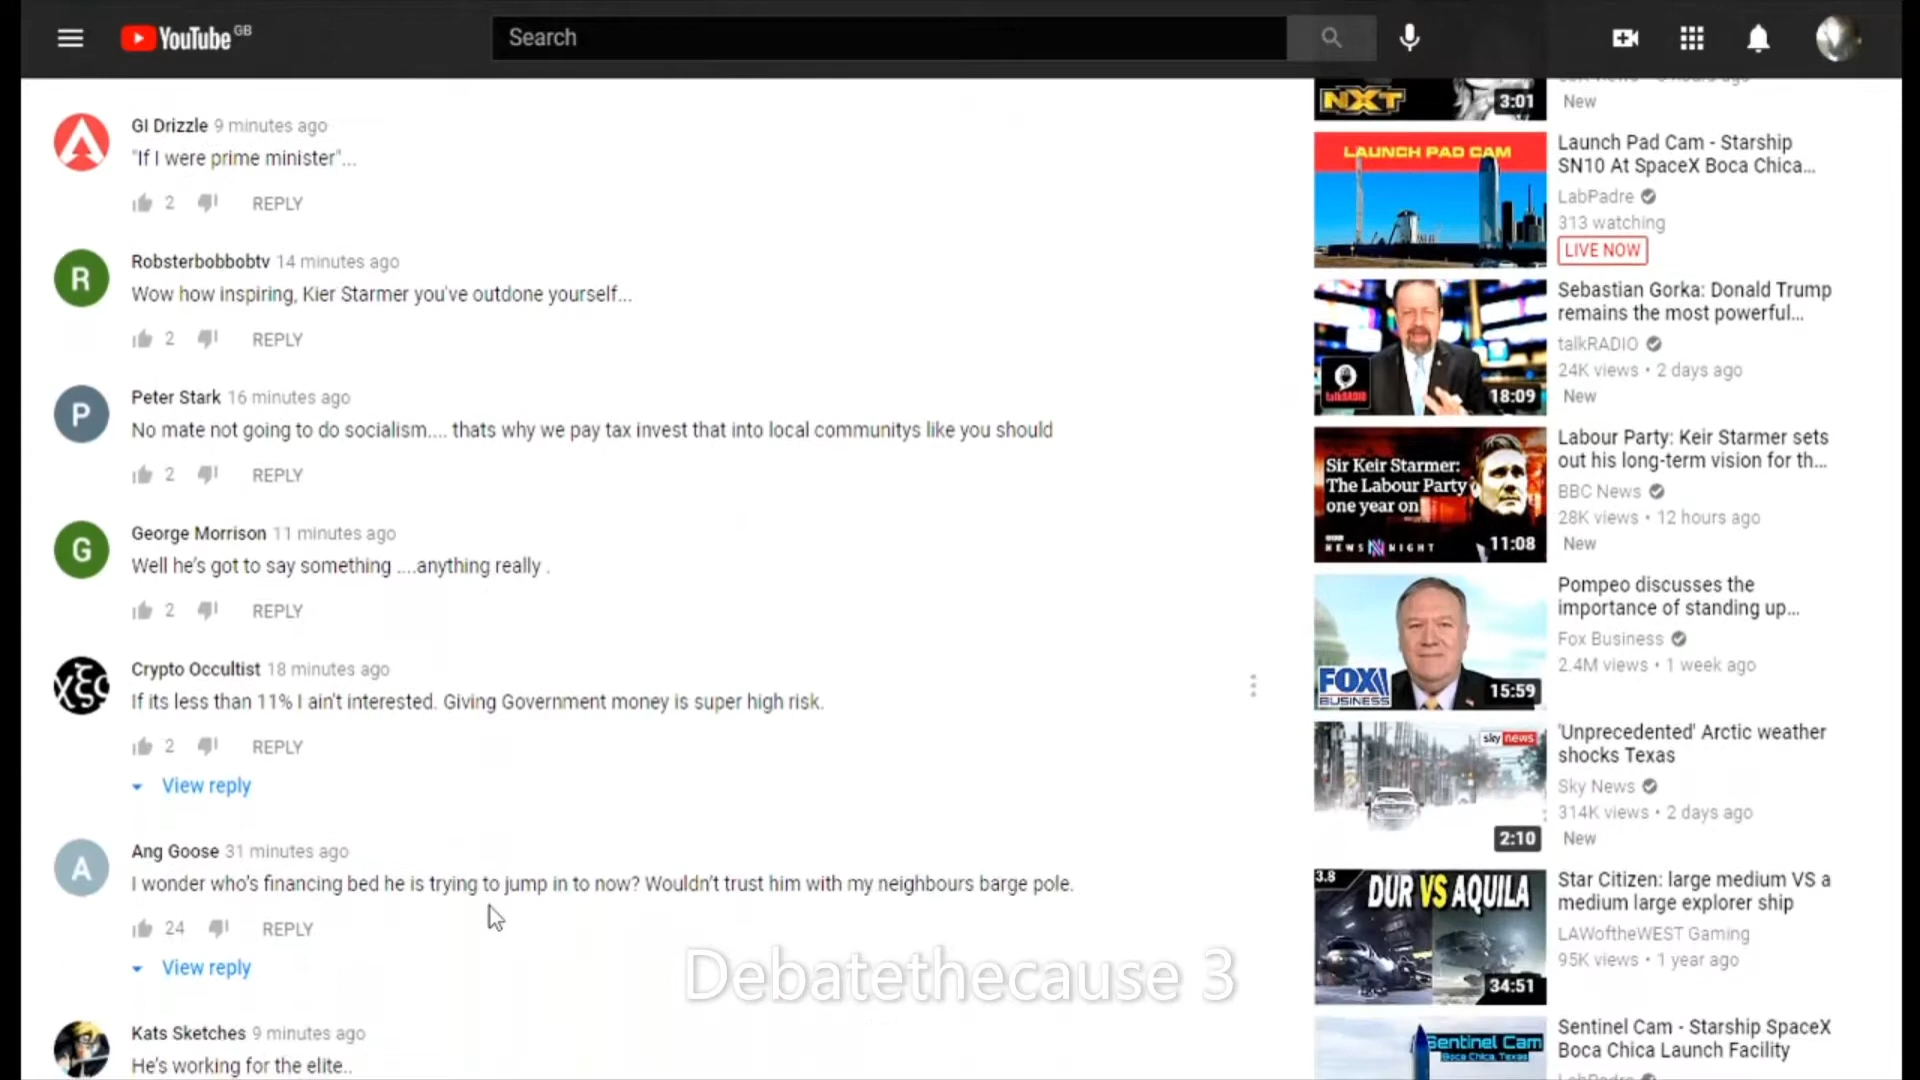 YouTube GB
Search
GI Drizzle 9 minutes ago
"If I were prime minister"...
2 REPLY
Robsterbobbobtv 14 minutes ago
Wow how inspiring, Kier Starmer you've outdone yourself...
2 REPLY
Peter Stark 16 minutes ago
No mate not going to do socialism.... thats why we pay tax invest that into local communitys like you should
2 REPLY
George Morrison 11 minutes ago
Well he's got to say something ....anything really .
2 REPLY
Crypto Occultist 18 minutes ago
If its less than 11% I ain't interested. Giving Government money is super high risk.
2 REPLY
View reply
Ang Goose 31 minutes ago
I wonder who's financing bed he is trying to jump in to now? Wouldn't trust him with my neighbours barge pole.
24 REPLY
View reply
Kats Sketches 9 minutes ago
He's working for the elite..
R
P
G
A
Debatethecause 3
NXT
3:01
New
LAUNCH PAD CAM
Launch Pad Cam - Starship
SN10 At SpaceX Boca Chica...
LabPadre
313 watching
LIVE NOW
talkRADIO
18:09
Sebastian Gorka: Donald Trump
remains the most powerful...
talkRADIO
24K views • 2 days ago
New
Sir Keir Starmer:
The Labour Party
one year on
NEWSNIGHT
11:08
Labour Party: Keir Starmer sets
out his long-term vision for th...
BBC News
28K views • 12 hours ago
New
FOX
BUSINESS
15:59
Pompeo discusses the
importance of standing up...
Fox Business
2.4M views • 1 week ago
sky news
2:10
'Unprecedented' Arctic weather
shocks Texas
Sky News
314K views • 2 days ago
New
3.8
DUR VS AQUILA
34:51
Star Citizen: large medium VS a
medium large explorer ship
LAWoftheWEST Gaming
95K views • 1 year ago
Sentinel Cam
Boca Chica, Texas
Sentinel Cam - Starship SpaceX
Boca Chica Launch Facility